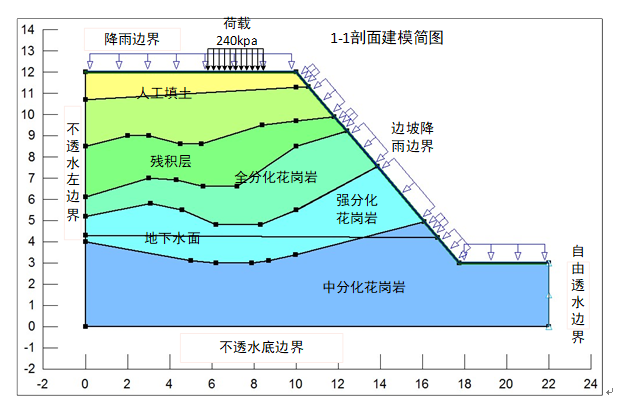 荷载
240kpa
1-1剖面建模简图
降雨边界
人工填土
边坡降
雨边界
不透水左边界
残积层
全分化花岗岩
强分化
花岗岩
地下水面
自由透水边界
中分化花岗岩
不透水底边界
14
13
12
11
10
9
8
7
6
5
4
3
2
1
0
-1
-2
-2 0 2 4 6 8 10 12 14 16 18 20 22 24